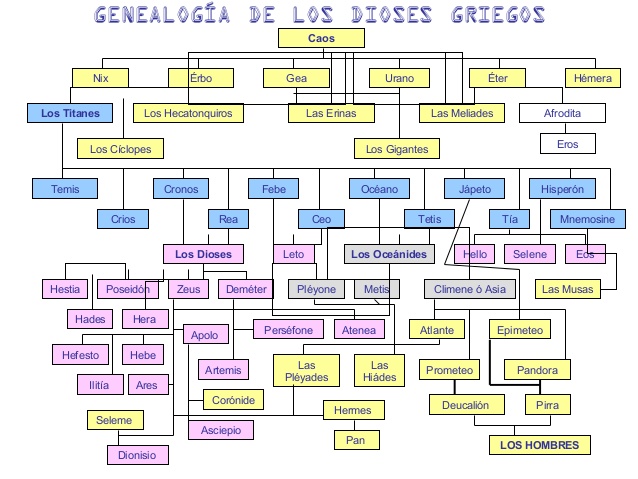 GENEALOGÍA DE LOS DIOSES GRIEGOS
Caos
Nix
Érbo
Gea
Urano
Éter
Hémera
Los Titanes
Los Hecatonquiros
Las Erinas
Las Meliades
Afrodita
Los Cíclopes
Los Gigantes
Eros
Temis
Cronos
Febe
Océano
Jápeto
Hisperón
Crios
Rea
Ceo
Tetis
Tía
Mnemosine
Los Dioses
Leto
Los Oceánides
Hello
Selene
Eos
Hestia
Poseidón
Zeus
Deméter
Pléyone
Metis
Climene ó Asia
Las Musas
Hades
Hera
Apolo
Perséfone
Atenea
Atlante
Epimeteo
Hefesto
Hebe
Artemis
Las
Pléyades
Las
Hiádes
Prometeo
Pandora
Ilitía
Ares
Corónide
Deucalión
Pirra
Seleme
Hermes
Asciepio
Pan
LOS HOMBRES
Dionisio